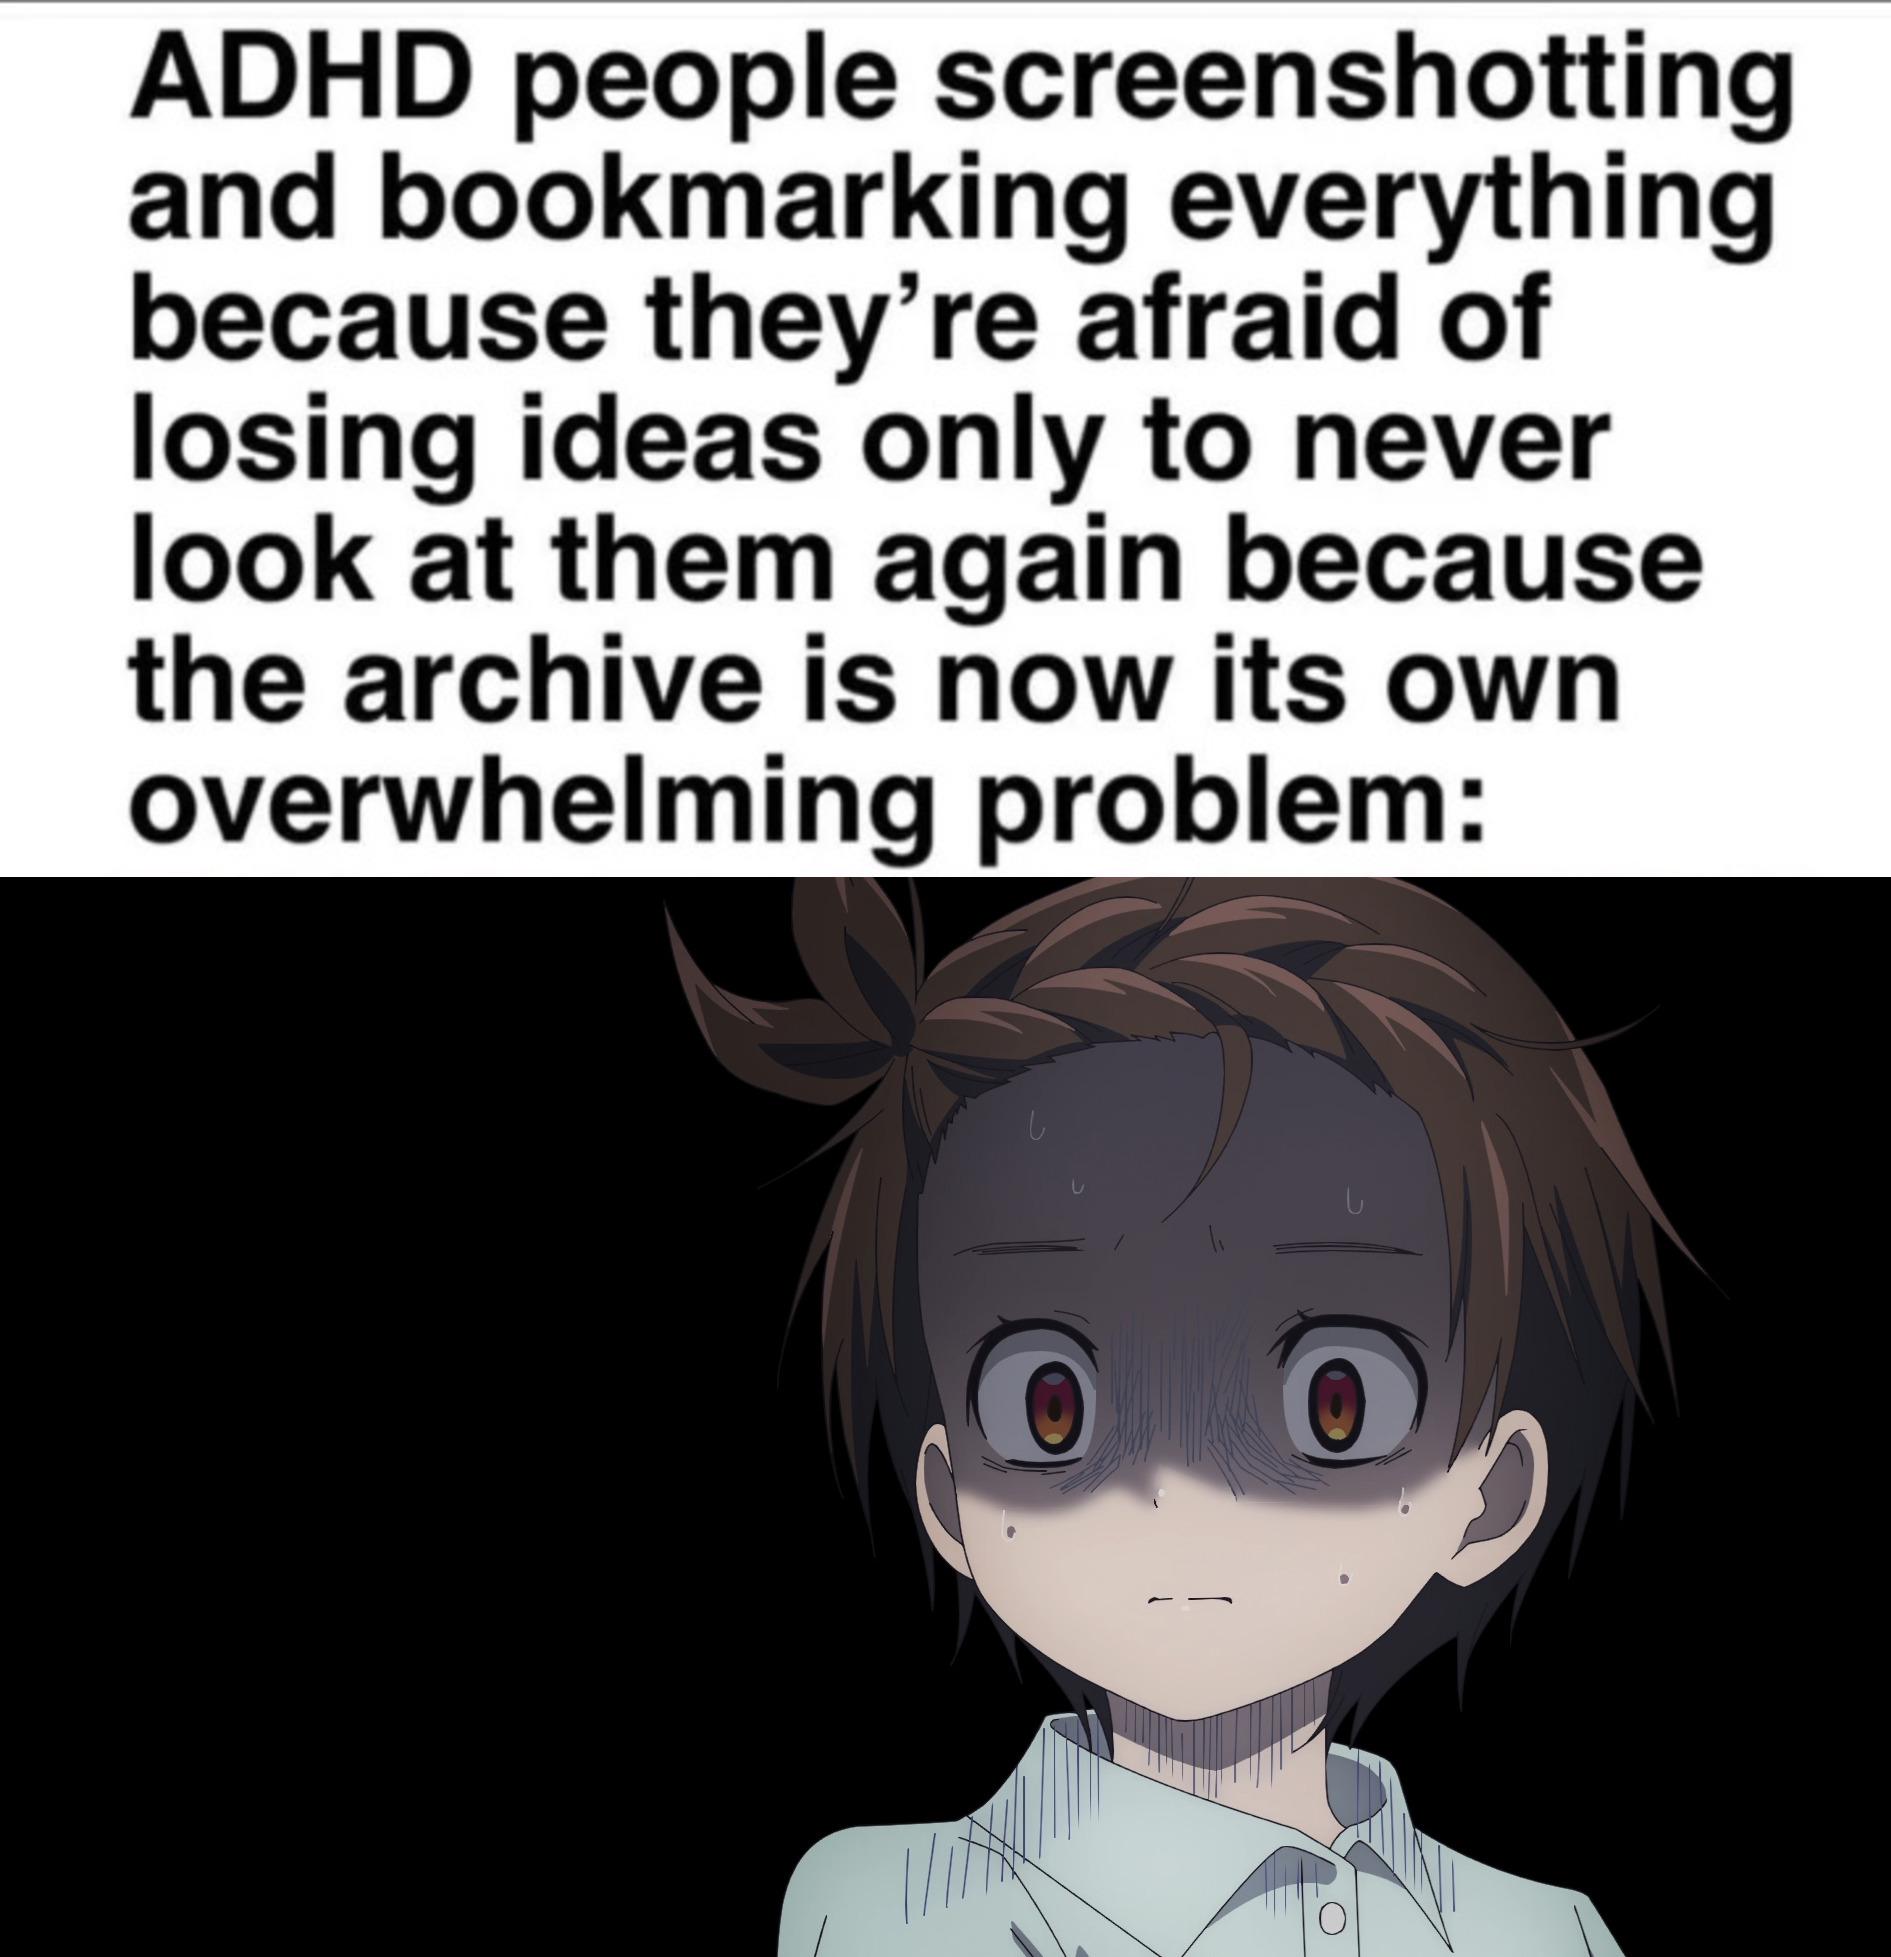 ADHD people screenshotting
and bookmarking everything
because they’re afraid of
losing ideas only to never
look at them again because
the archive is now its own
overwhelming problem: